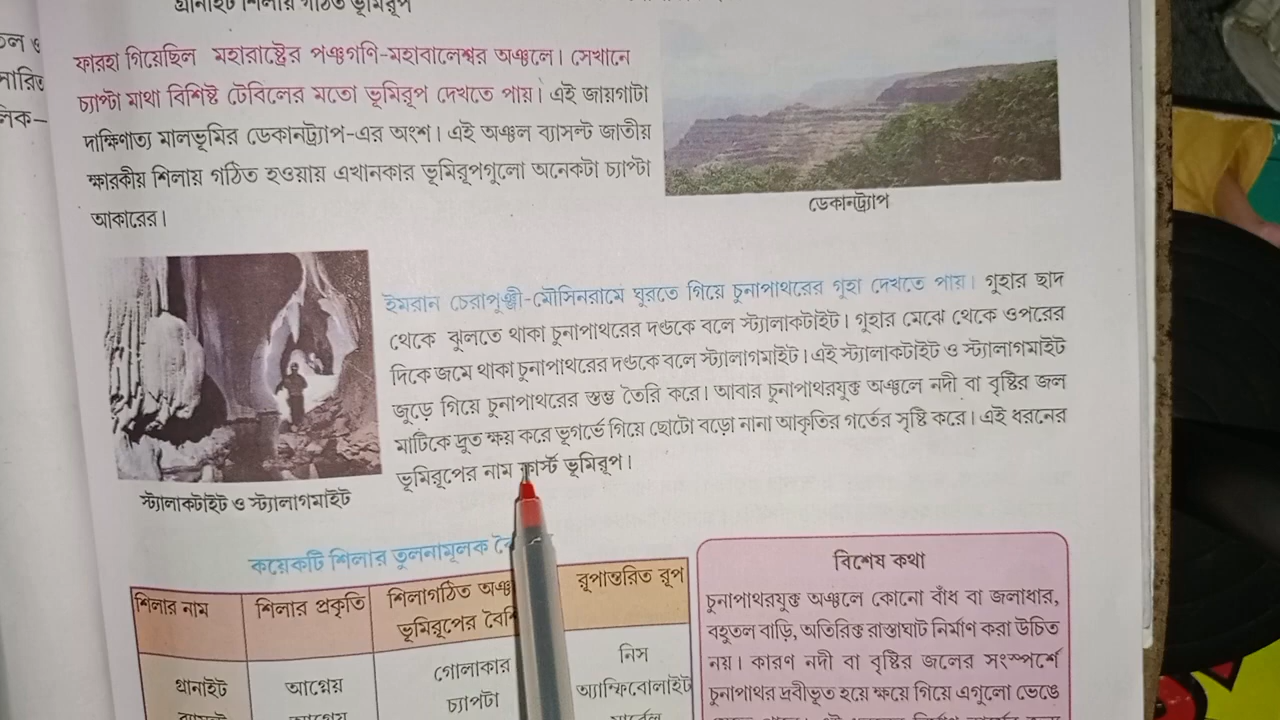 গ্রানাইট শিলায় গঠিত ভূমিরূপ
ফারহা গিয়েছিল মহারাষ্ট্রের পঞ্চগণি-মহাবালেশ্বর অঞ্চলে। সেখানে
চ্যাপ্টা মাথা বিশিষ্ট টেবিলের মতো ভূমিরূপ দেখতে পায়। এই জায়গাটা
দাক্ষিণাত্য মালভূমির ডেকানট্র্যাপ-এর অংশ। এই অঞ্চল ব্যাসল্ট জাতীয়
ক্ষারকীয় শিলায় গঠিত হওয়ায় এখানকার ভূমিরূপগুলো অনেকটা চ্যাপ্টা
আকারের।
ডেকানট্র্যাপ
ইমরান চেরাপুঞ্জী-মৌসিনরামে ঘুরতে গিয়ে চুনাপাথরের গুহা দেখতে পায়। গুহার ছাদ
থেকে ঝুলতে থাকা চুনাপাথরের দণ্ডকে বলে স্ট্যালাকটাইট। গুহার মেঝে থেকে ওপরের
দিকে জমে থাকা চুনাপাথরের দণ্ডকে বলে স্ট্যালাগমাইট। এই স্ট্যালাকটাইট ও স্ট্যালাগমাইট
জুড়ে গিয়ে চুনাপাথরের স্তম্ভ তৈরি করে। আবার চুনাপাথরযুক্ত অঞ্চলে নদী বা বৃষ্টির জল
মাটিকে দ্রুত ক্ষয় করে ভূগর্ভে গিয়ে ছোটো বড়ো নানা আকৃতির গর্তের সৃষ্টি করে। এই ধরনের
ভূমিরূপের নাম কার্স্ট ভূমিরূপ।
স্ট্যালাকটাইট ও স্ট্যালাগমাইট
কয়েকটি শিলার তুলনামূলক
শিলার নাম শিলার প্রকৃতি শিলাগঠিত রূপান্তরিত রূপ
ভূমিরূপের
গ্রানাইট আগ্নেয় গোলাকার নিস
চ্যাপ্টা অ্যাম্ফিবোলাইট
আগ্নেয় মার্বেল
বিশেষ কথা
চুনাপাথরযুক্ত অঞ্চলে কোনো বাঁধ বা জলাধার,
বহুতল বাড়ি, অতিরিক্ত রাস্তাঘাট নির্মাণ করা উচিত
নয়। কারণ নদী বা বৃষ্টির জলের সংস্পর্শে
চুনাপাথর দ্রবীভূত হয়ে ক্ষয়ে গিয়ে এগুলো ভেঙে